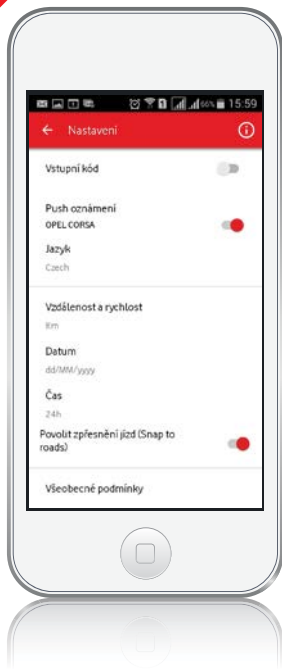 66% 15:59
Nastavení
Vstupní kód
Push oznámení
OPEL CORSA
Jazyk
Czech
Vzdálenost a rychlost
Km
Datum
dd/MM/yyyy
Čas
24h
Povolit zpřesnění jízd (Snap to
roads)
Všeobecné podmínky